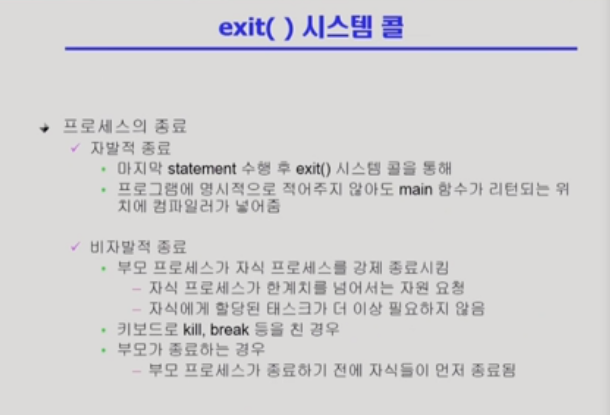 exit( ) 시스템 콜
프로세스의 종료
자발적 종료
마지막 statement 수행 후 exit() 시스템 콜을 통해
프로그램에 명시적으로 적어주지 않아도 main 함수가 리턴되는 위
치에 컴파일러가 넣어줌
비자발적 종료
부모 프로세스가 자식 프로세스를 강제 종료시킴
자식 프로세스가 한계치를 넘어서는 자원 요청
자식에게 할당된 태스크가 더 이상 필요하지 않음
키보드로 kill, break 등을 친 경우
부모가 종료하는 경우
부모 프로세스가 종료하기 전에 자식들이 먼저 종료됨